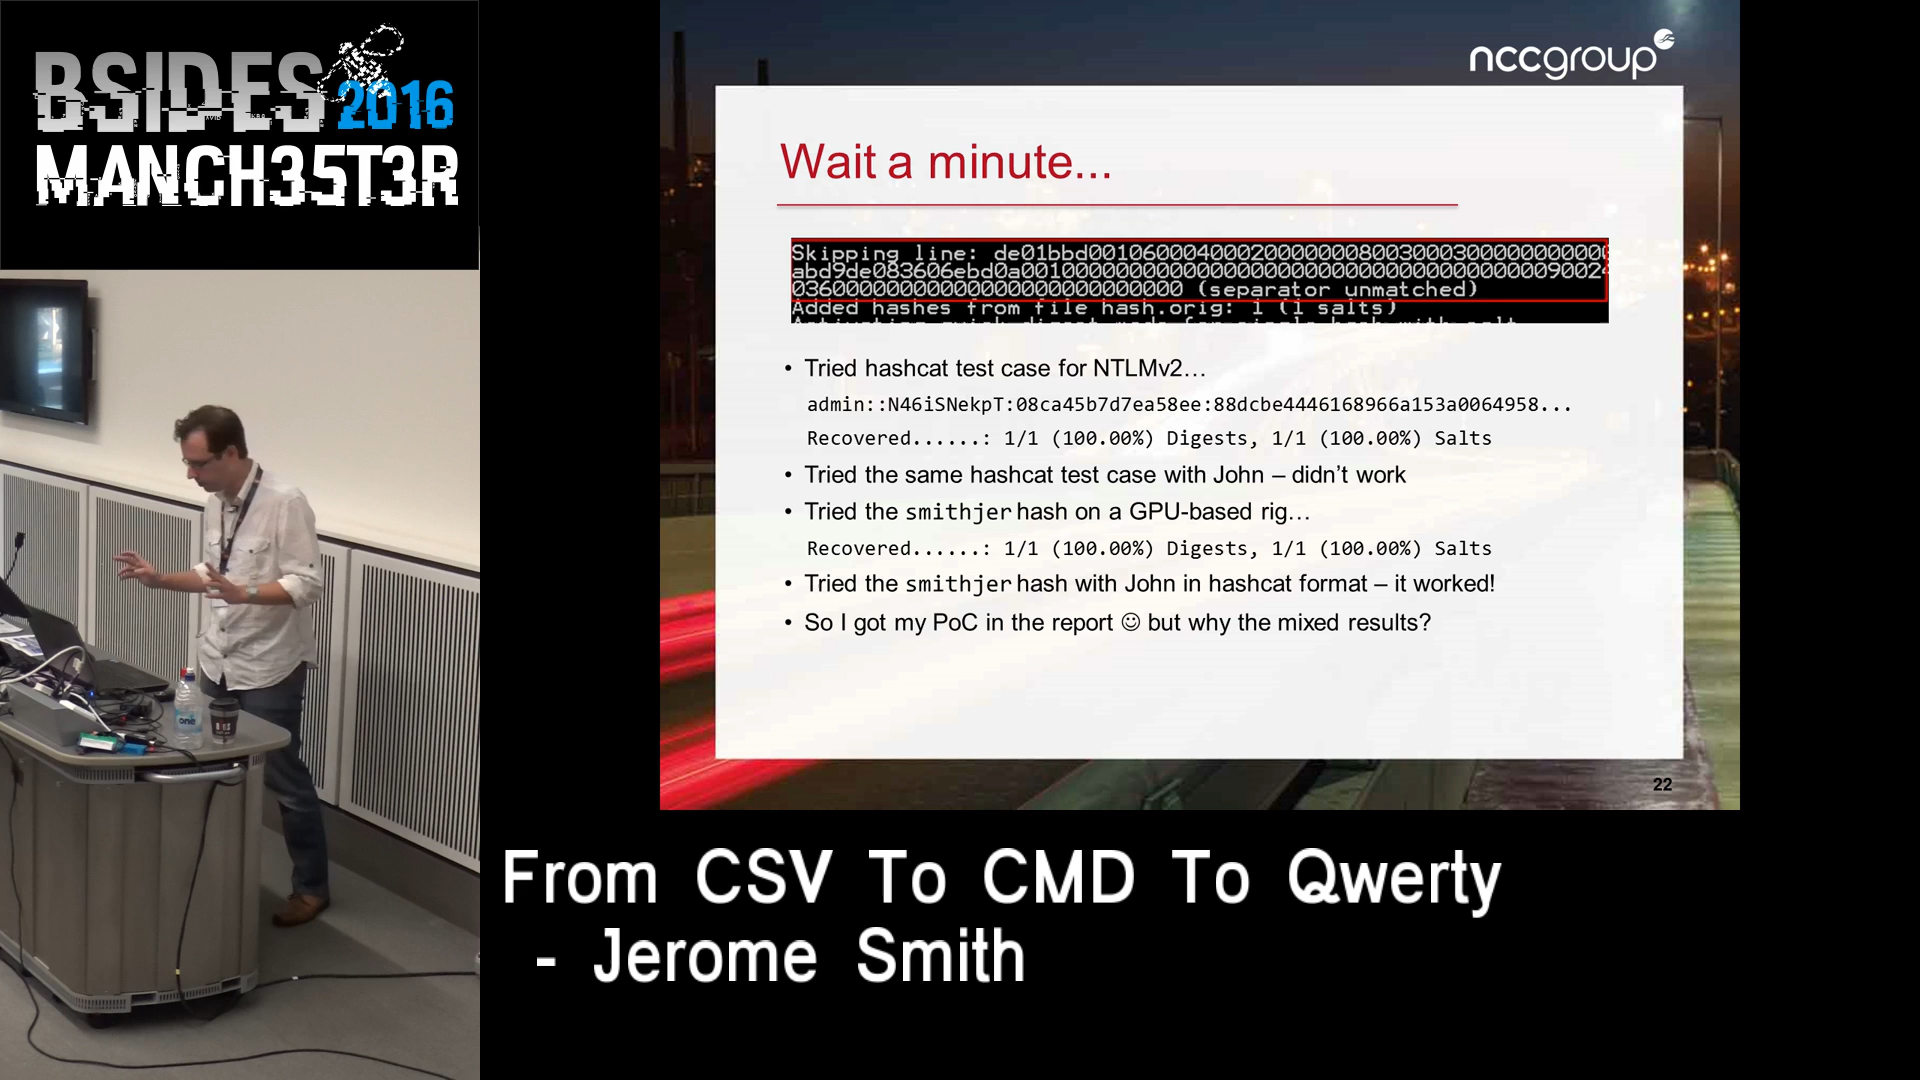 BSIDES 2016
MANCH35T3R
nccgroup
Wait a minute...
Skipping line: de01bbd00106000400020000000800300030000000000
abd9de083606ebd0a0010000000000000000000000000000000000009002
0360000000000000000000000000 (separator unmatched)
Added hashes from file hash.orig: 1 (1 salts)
• Tried hashcat test case for NTLMv2…
admin::N46iSNekpT:08ca45b7d7ea58ee:88dcbe4446168966a153a0064958...
Recovered......: 1/1 (100.00%) Digests, 1/1 (100.00%) Salts
• Tried the same hashcat test case with John – didn’t work
• Tried the smithjer hash on a GPU-based rig…
Recovered......: 1/1 (100.00%) Digests, 1/1 (100.00%) Salts
• Tried the smithjer hash with John in hashcat format – it worked!
• So I got my PoC in the report ☺ but why the mixed results?
22
one
From CSV To CMD To Qwerty
- Jerome Smith